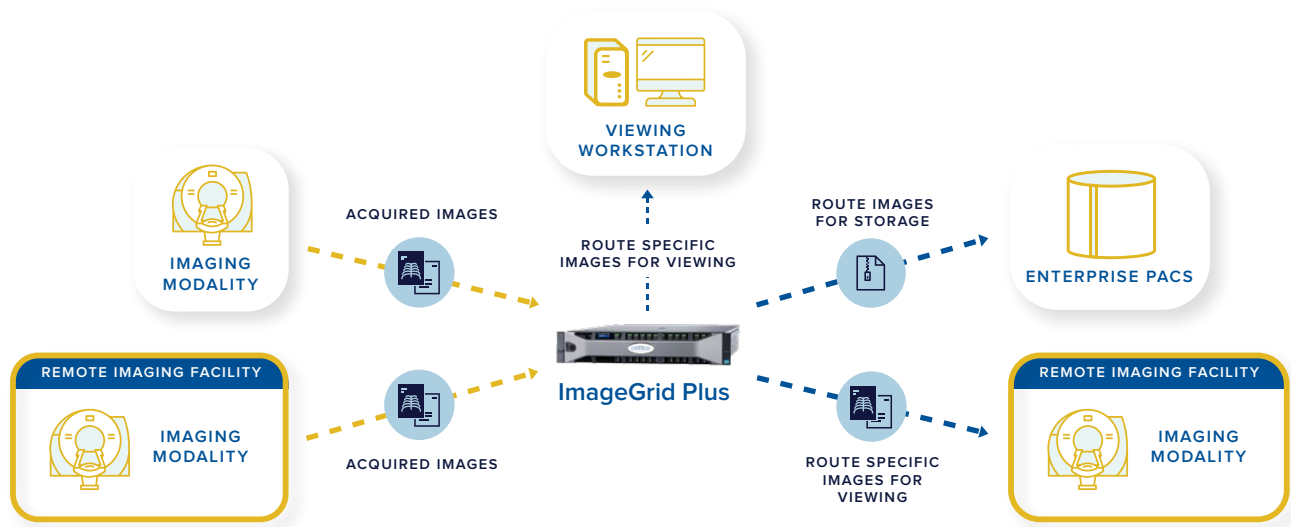 VIEWING
WORKSTATION
IMAGING
MODALITY
ACQUIRED IMAGES
ROUTE SPECIFIC
IMAGES FOR VIEWING
ROUTE IMAGES
FOR STORAGE
ENTERPRISE PACS
REMOTE IMAGING FACILITY
IMAGING
MODALITY
ACQUIRED IMAGES
ImageGrid Plus
ROUTE SPECIFIC
IMAGES FOR
VIEWING
REMOTE IMAGING FACILITY
IMAGING
MODALITY